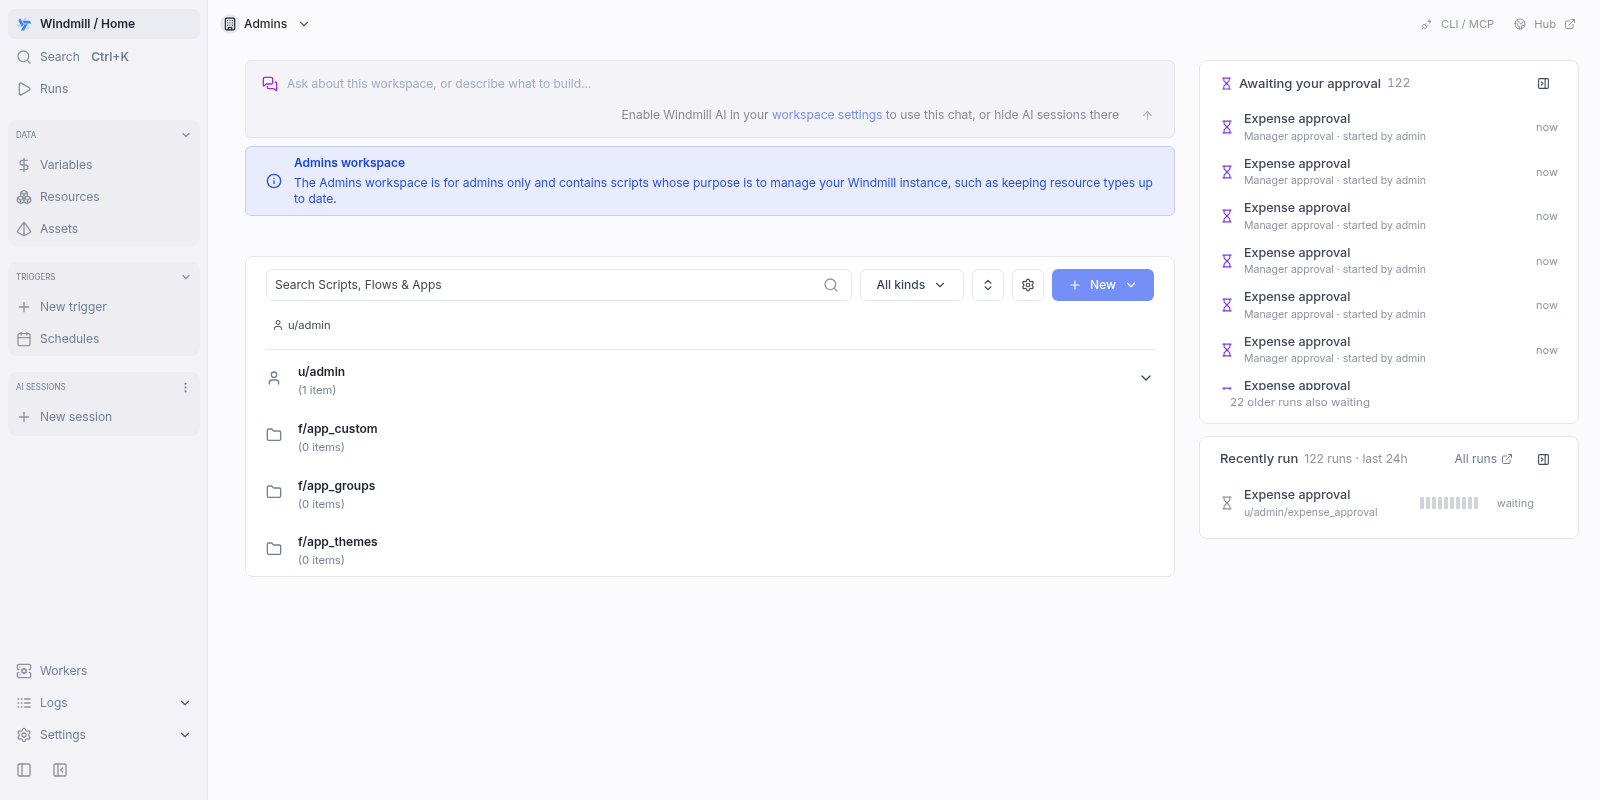 Windmill / Home
Search Ctrl+K
Runs
DATA
Variables
Resources
Assets
TRIGGERS
New trigger
Schedules
AI SESSIONS
New session
Workers
Logs
Settings
Admins
CLI / MCP
Hub
Ask about this workspace, or describe what to build...
Enable Windmill AI in your workspace settings to use this chat, or hide AI sessions there
Admins workspace
The Admins workspace is for admins only and contains scripts whose purpose is to manage your Windmill instance, such as keeping resource types up
to date.
Search Scripts, Flows & Apps
All kinds
New
u/admin
u/admin
(1 item)
f/app_custom
(0 items)
f/app_groups
(0 items)
f/app_themes
(0 items)
Awaiting your approval 122
Expense approval
Manager approval · started by admin
now
Expense approval
Manager approval · started by admin
now
Expense approval
Manager approval · started by admin
now
Expense approval
Manager approval · started by admin
now
Expense approval
Manager approval · started by admin
now
Expense approval
Manager approval · started by admin
now
Expense approval
22 older runs also waiting
Recently run 122 runs · last 24h
All runs
Expense approval
u/admin/expense_approval
waiting